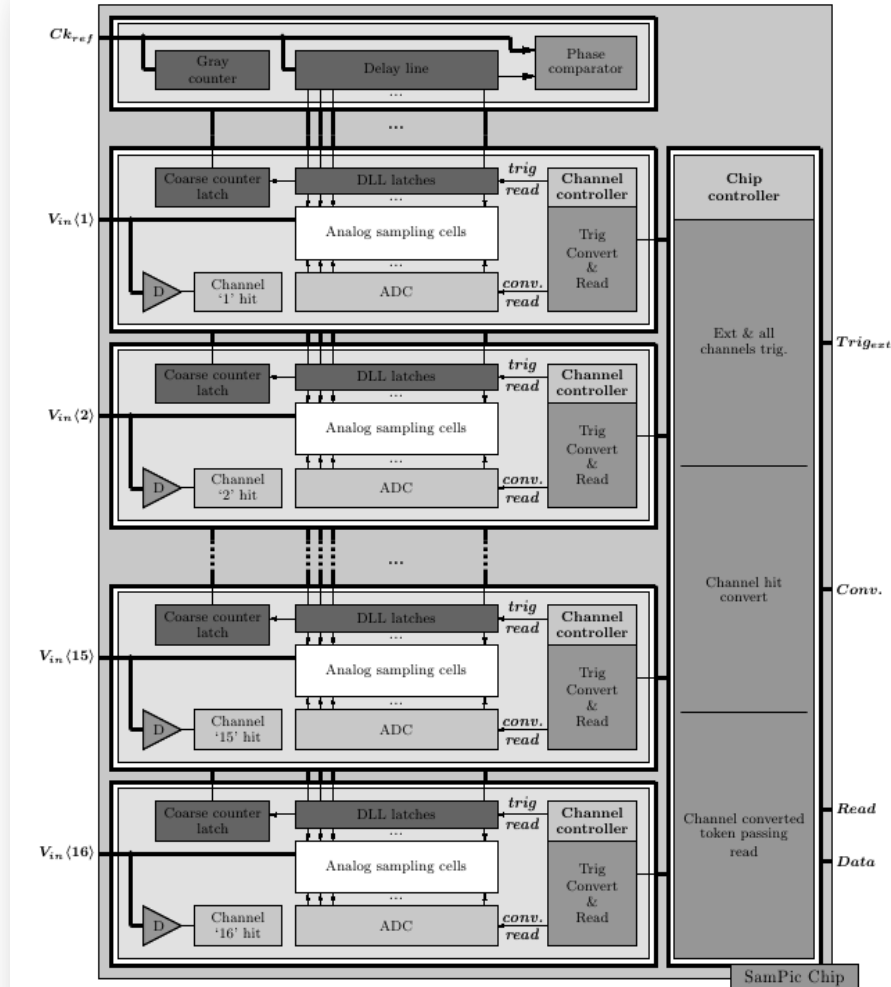 Ck_ref
Gray
counter
Delay line
Phase
comparator
...
...
Coarse counter
latch
DLL latches
trig
read
Channel
controller
...
V_in⟨1⟩
Analog sampling cells
Trig
Convert
&
Read
...
D
Channel
‘1’ hit
ADC
conv.
read
Coarse counter
latch
DLL latches
trig
read
Channel
controller
...
V_in⟨2⟩
Analog sampling cells
Trig
Convert
&
Read
...
D
Channel
‘2’ hit
ADC
conv.
read
...
Coarse counter
latch
DLL latches
trig
read
Channel
controller
...
V_in⟨15⟩
Analog sampling cells
Trig
Convert
&
Read
...
D
Channel
‘15’ hit
ADC
conv.
read
Coarse counter
latch
DLL latches
trig
read
Channel
controller
...
V_in⟨16⟩
Analog sampling cells
Trig
Convert
&
Read
...
D
Channel
‘16’ hit
ADC
conv.
read
Chip
controller
Ext & all
channels trig.
Trig_ext
Channel hit
convert
Conv.
Channel converted
token passing
read
Read
Data
SamPic Chip